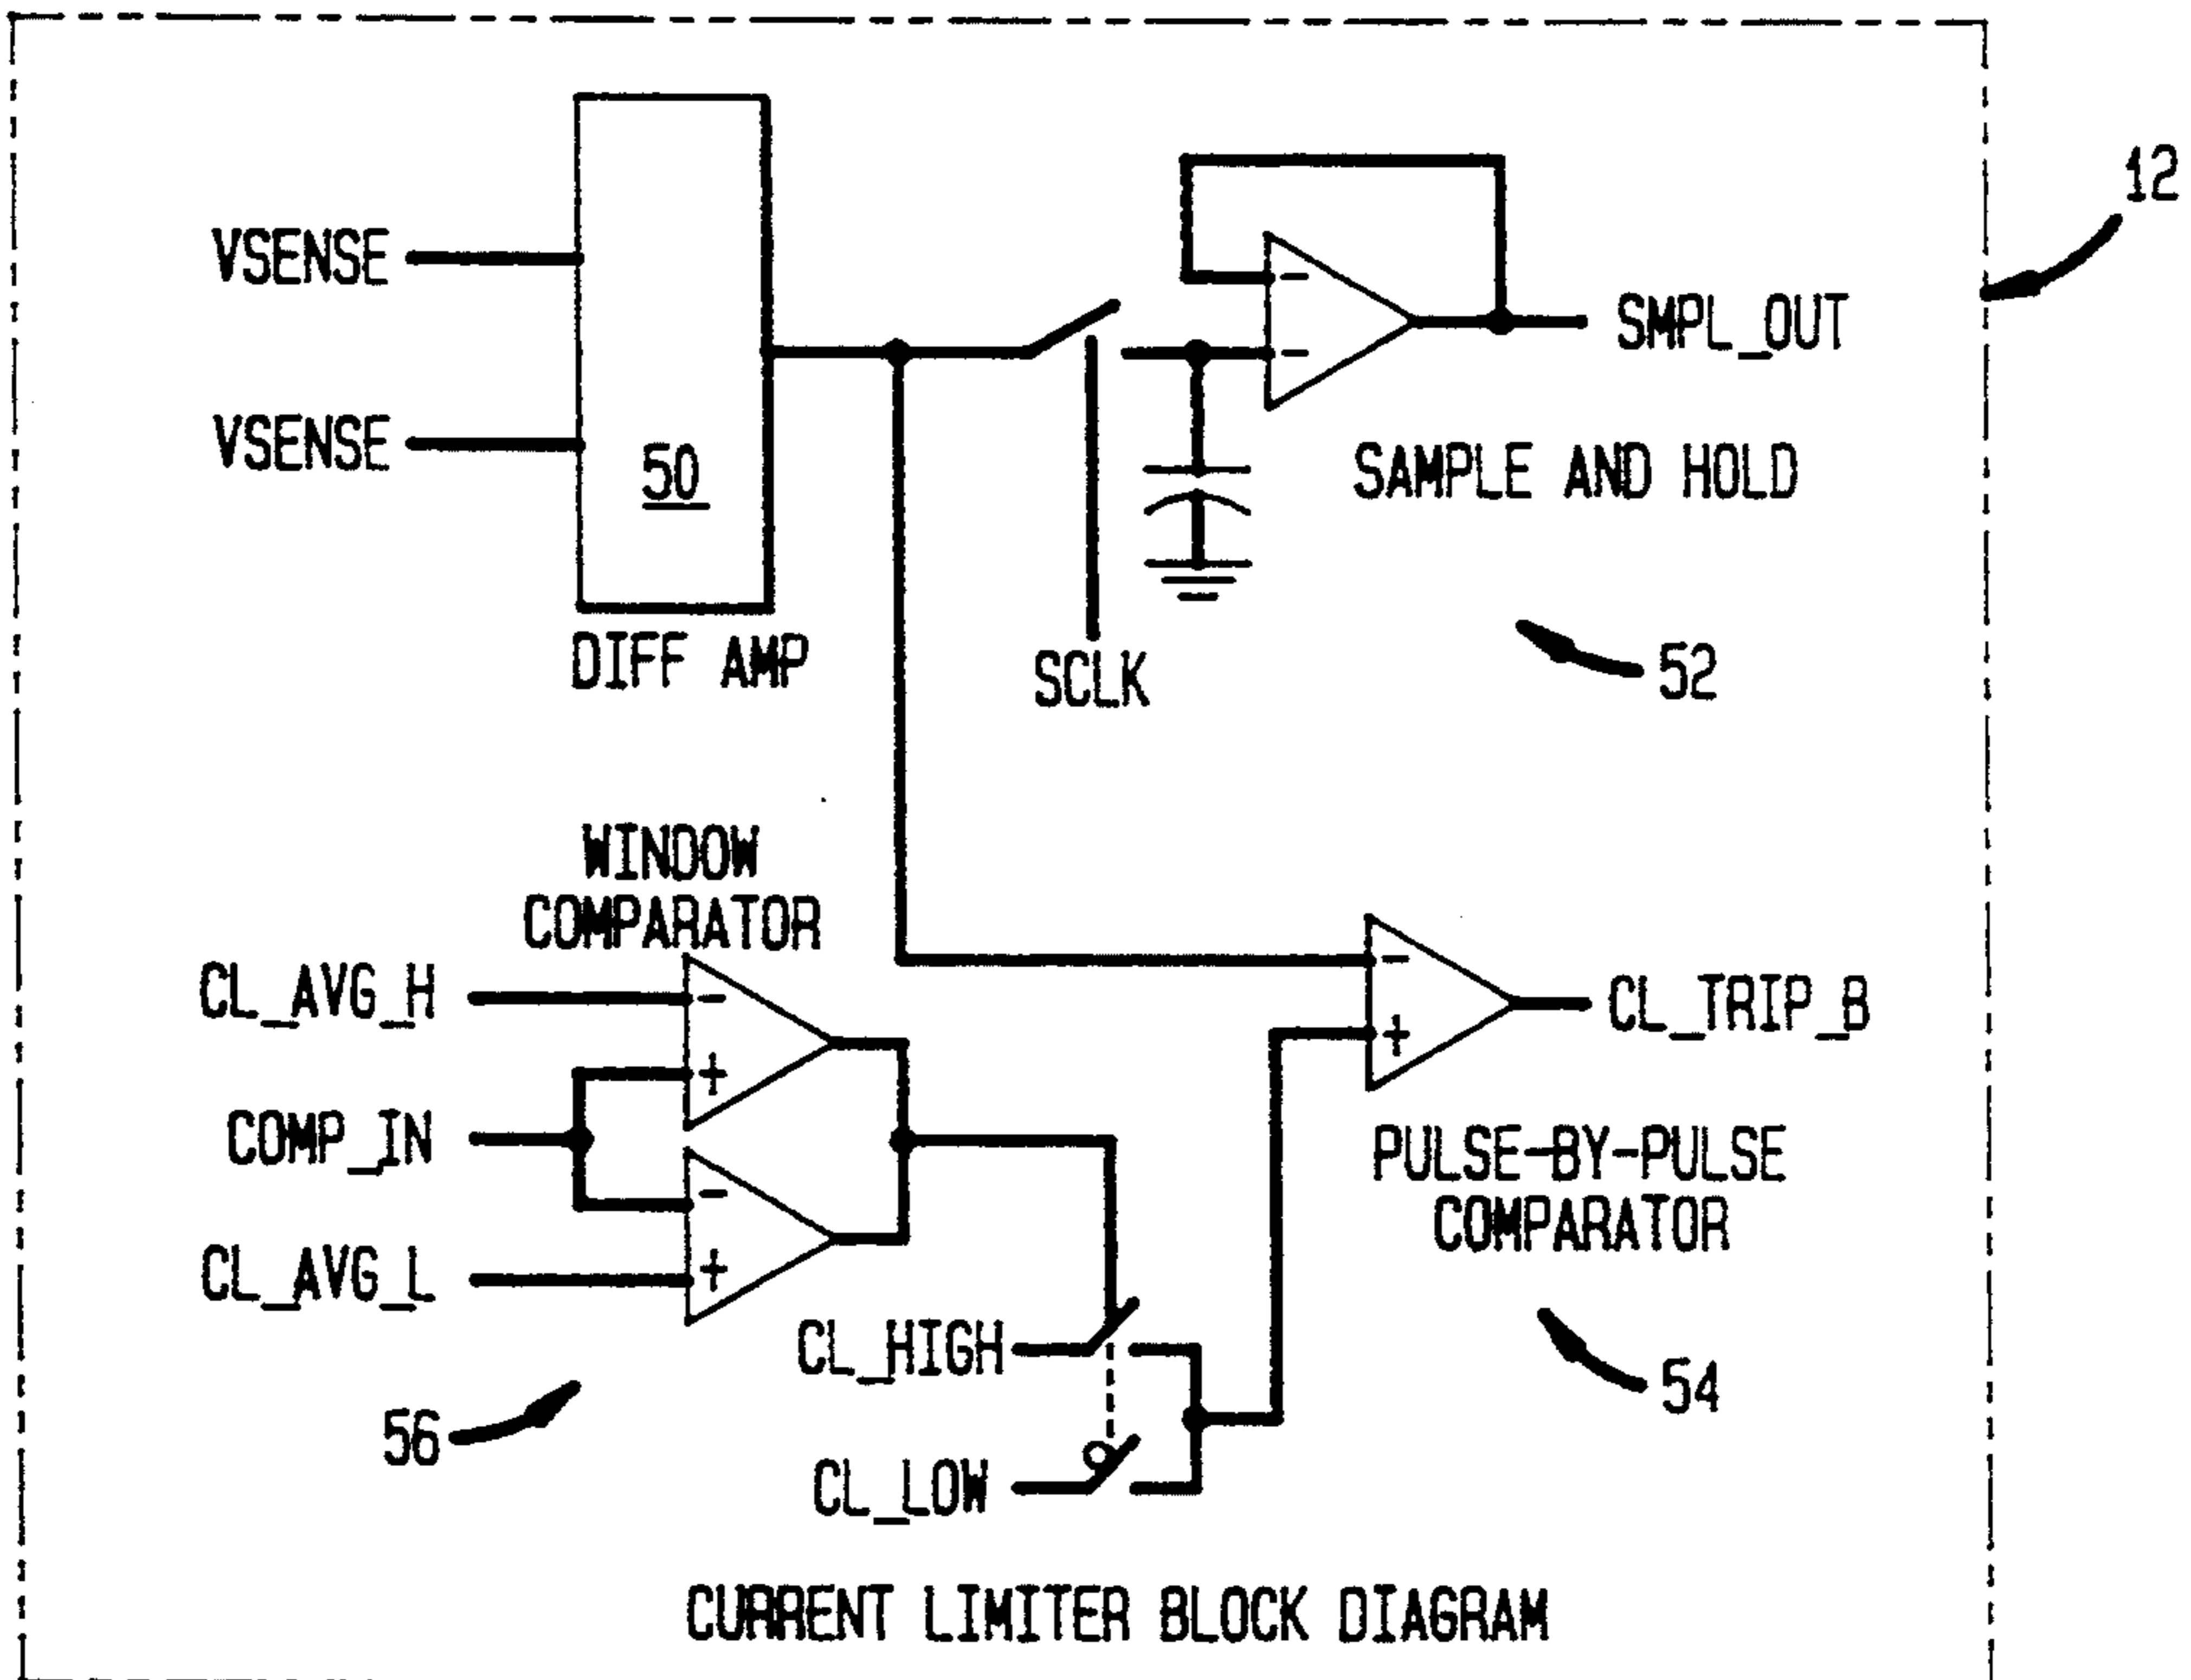 12
VSENSE
VSENSE
50
DIFF AMP
-
-
SMPL_OUT
SAMPLE AND HOLD
SCLK
52
WINDOW
COMPARATOR
CL_AVG_H
-
+
COMP_IN
-
CL_AVG_L
+
-
+
CL_TRIP_B
PULSE-BY-PULSE
COMPARATOR
54
CL_HIGH
CL_LOW
56
CURRENT LIMITER BLOCK DIAGRAM